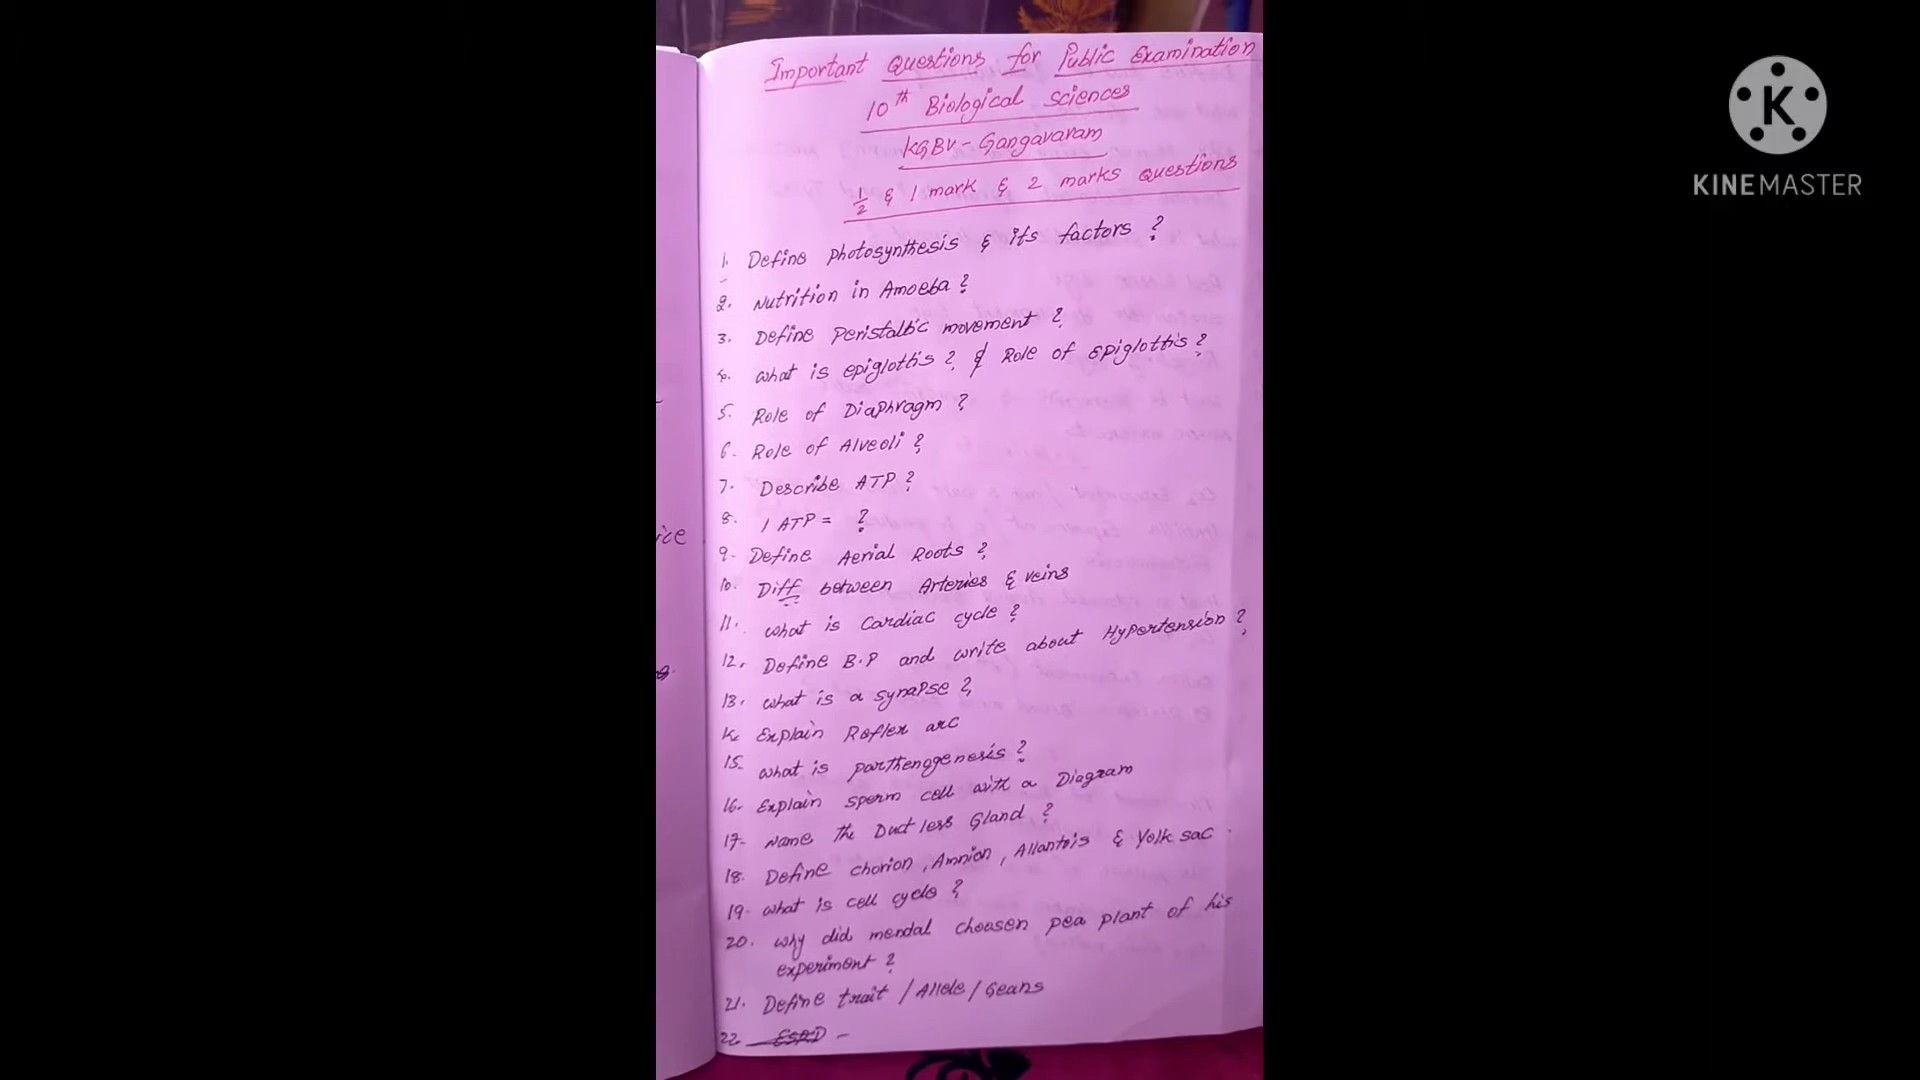 Important Questions for Public Examination
10th Biological Sciences
KGBV - Gangavaram
1/2 & 1 mark & 2 marks questions
1. Define photosynthesis & its factors ?
2. Nutrition in Amoeba ?
3. Define Peristaltic movement ?
4. What is epiglottis ? & Role of epiglottis ?
5. Role of Diaphragm ?
6. Role of Alveoli ?
7. Describe ATP ?
8. 1 ATP = ?
9. Define Aerial Roots ?
10. Diff between Arteries & veins
11. What is Cardiac cycle ?
12. Define B.P and write about Hypertension ?
13. What is a synapse ?
14. Explain Reflex arc
15. What is parthenogenesis ?
16. Explain sperm cell with a Diagram
17. Name the Ductless Gland ?
18. Define chorion, Amnion, Allantois & Yolk sac
19. What is cell cycle ?
20. Why did mendal choosen pea plant of his
experiment ?
21. Define trait / Allele / Geans
22. ESRD -
ice
K
KINEMASTER